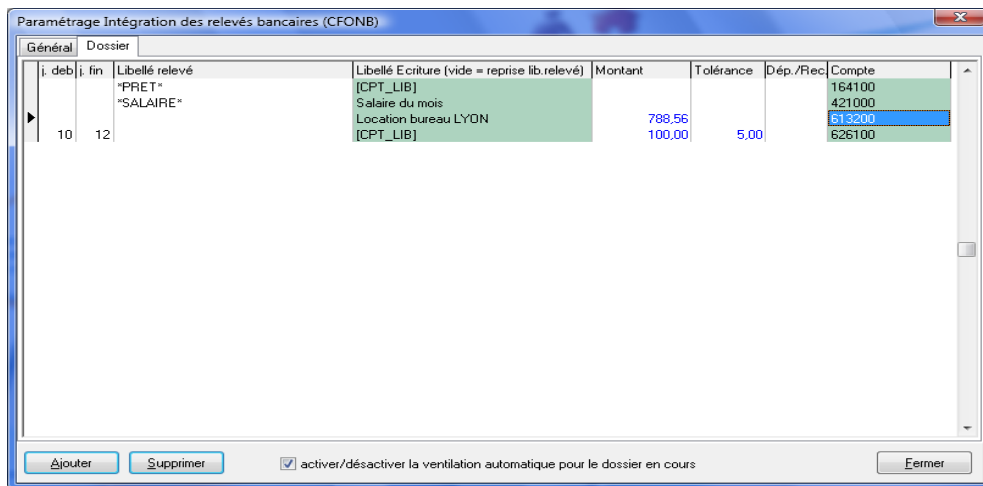 Paramétrage Intégration des relevés bancaires (CFONB)
Général Dossier
j. deb j. fin Libellé relevé Libellé Ecriture (vide = reprise lib.relevé) Montant Tolérance Dép./Rec. Compte
*PRET* [CPT_LIB] 164100
*SALAIRE* Salaire du mois 421000
Location bureau LYON 788,56 613200
10 12 [CPT_LIB] 100,00 5,00 626100
Ajouter Supprimer activer/désactiver la ventilation automatique pour le dossier en cours Fermer